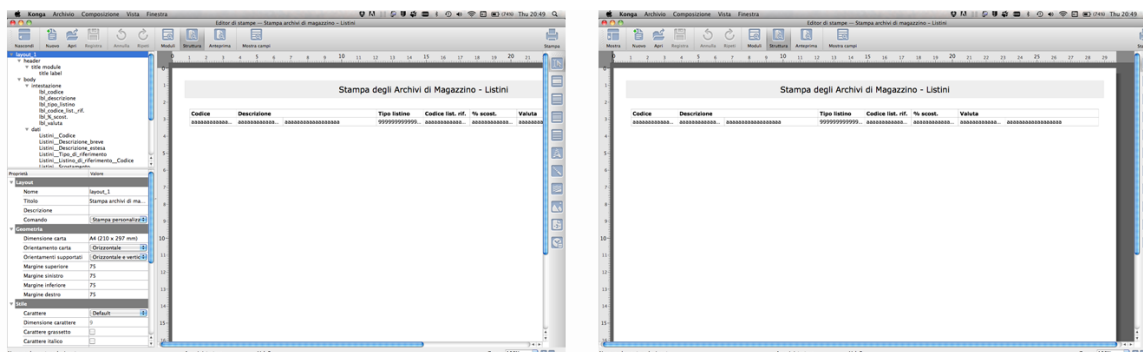 Konga Archivio Composizione Vista Finestra
Thu 20:49
Editor di stampe — Stampa archivi di magazzino - Listini
Nascondi Nuovo Apri Registra Annulla Ripeti Moduli Struttura Anteprima Mostra campi Stampa
layout_1
header
title module
title label
body
intestazione
lbl_codice
lbl_descrizione
lbl_tipo_listino
lbl_codice_list._rif.
lbl_%_scost.
lbl_valuta
dati
Listini__Codice
Listini__Descrizione_breve
Listini__Descrizione_estesa
Listini__Tipo_di_riferimento
Listini__Listino_di_riferimento__Codice
Listini__Scostamento
Proprietà Valore
Layout
Nome layout_1
Titolo Stampa archivi di ma...
Descrizione
Comando Stampa personalizz
Geometria
Dimensione carta A4 (210 x 297 mm)
Orientamento carta Orizzontale
Orientamenti supportati Orizzontale e vertic
Margine superiore 75
Margine sinistro 75
Margine inferiore 75
Margine destro 75
Stile
Carattere Default
Dimensione carattere 9
Carattere grassetto
Carattere italico
Stampa degli Archivi di Magazzino - Listini
Codice Descrizione Tipo listino Codice list. rif. % scost. Valuta
Konga Archivio Composizione Vista Finestra
Thu 20:49
Editor di stampe — Stampa archivi di magazzino - Listini
Mostra Nuovo Apri Registra Annulla Ripeti Moduli Struttura Anteprima Mostra campi
Stampa degli Archivi di Magazzino - Listini
Codice Descrizione Tipo listino Codice list. rif. % scost. Valuta